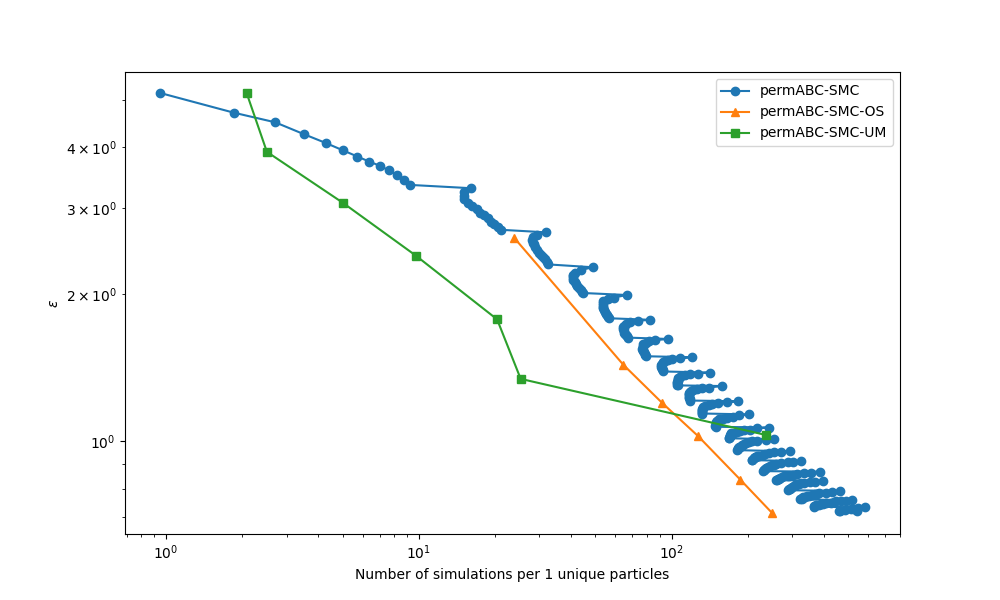 permABC-SMC
permABC-SMC-OS
permABC-SMC-UM
4 × 10⁰
3 × 10⁰
2 × 10⁰
10⁰
ε
10⁰ 10¹ 10²
Number of simulations per 1 unique particles